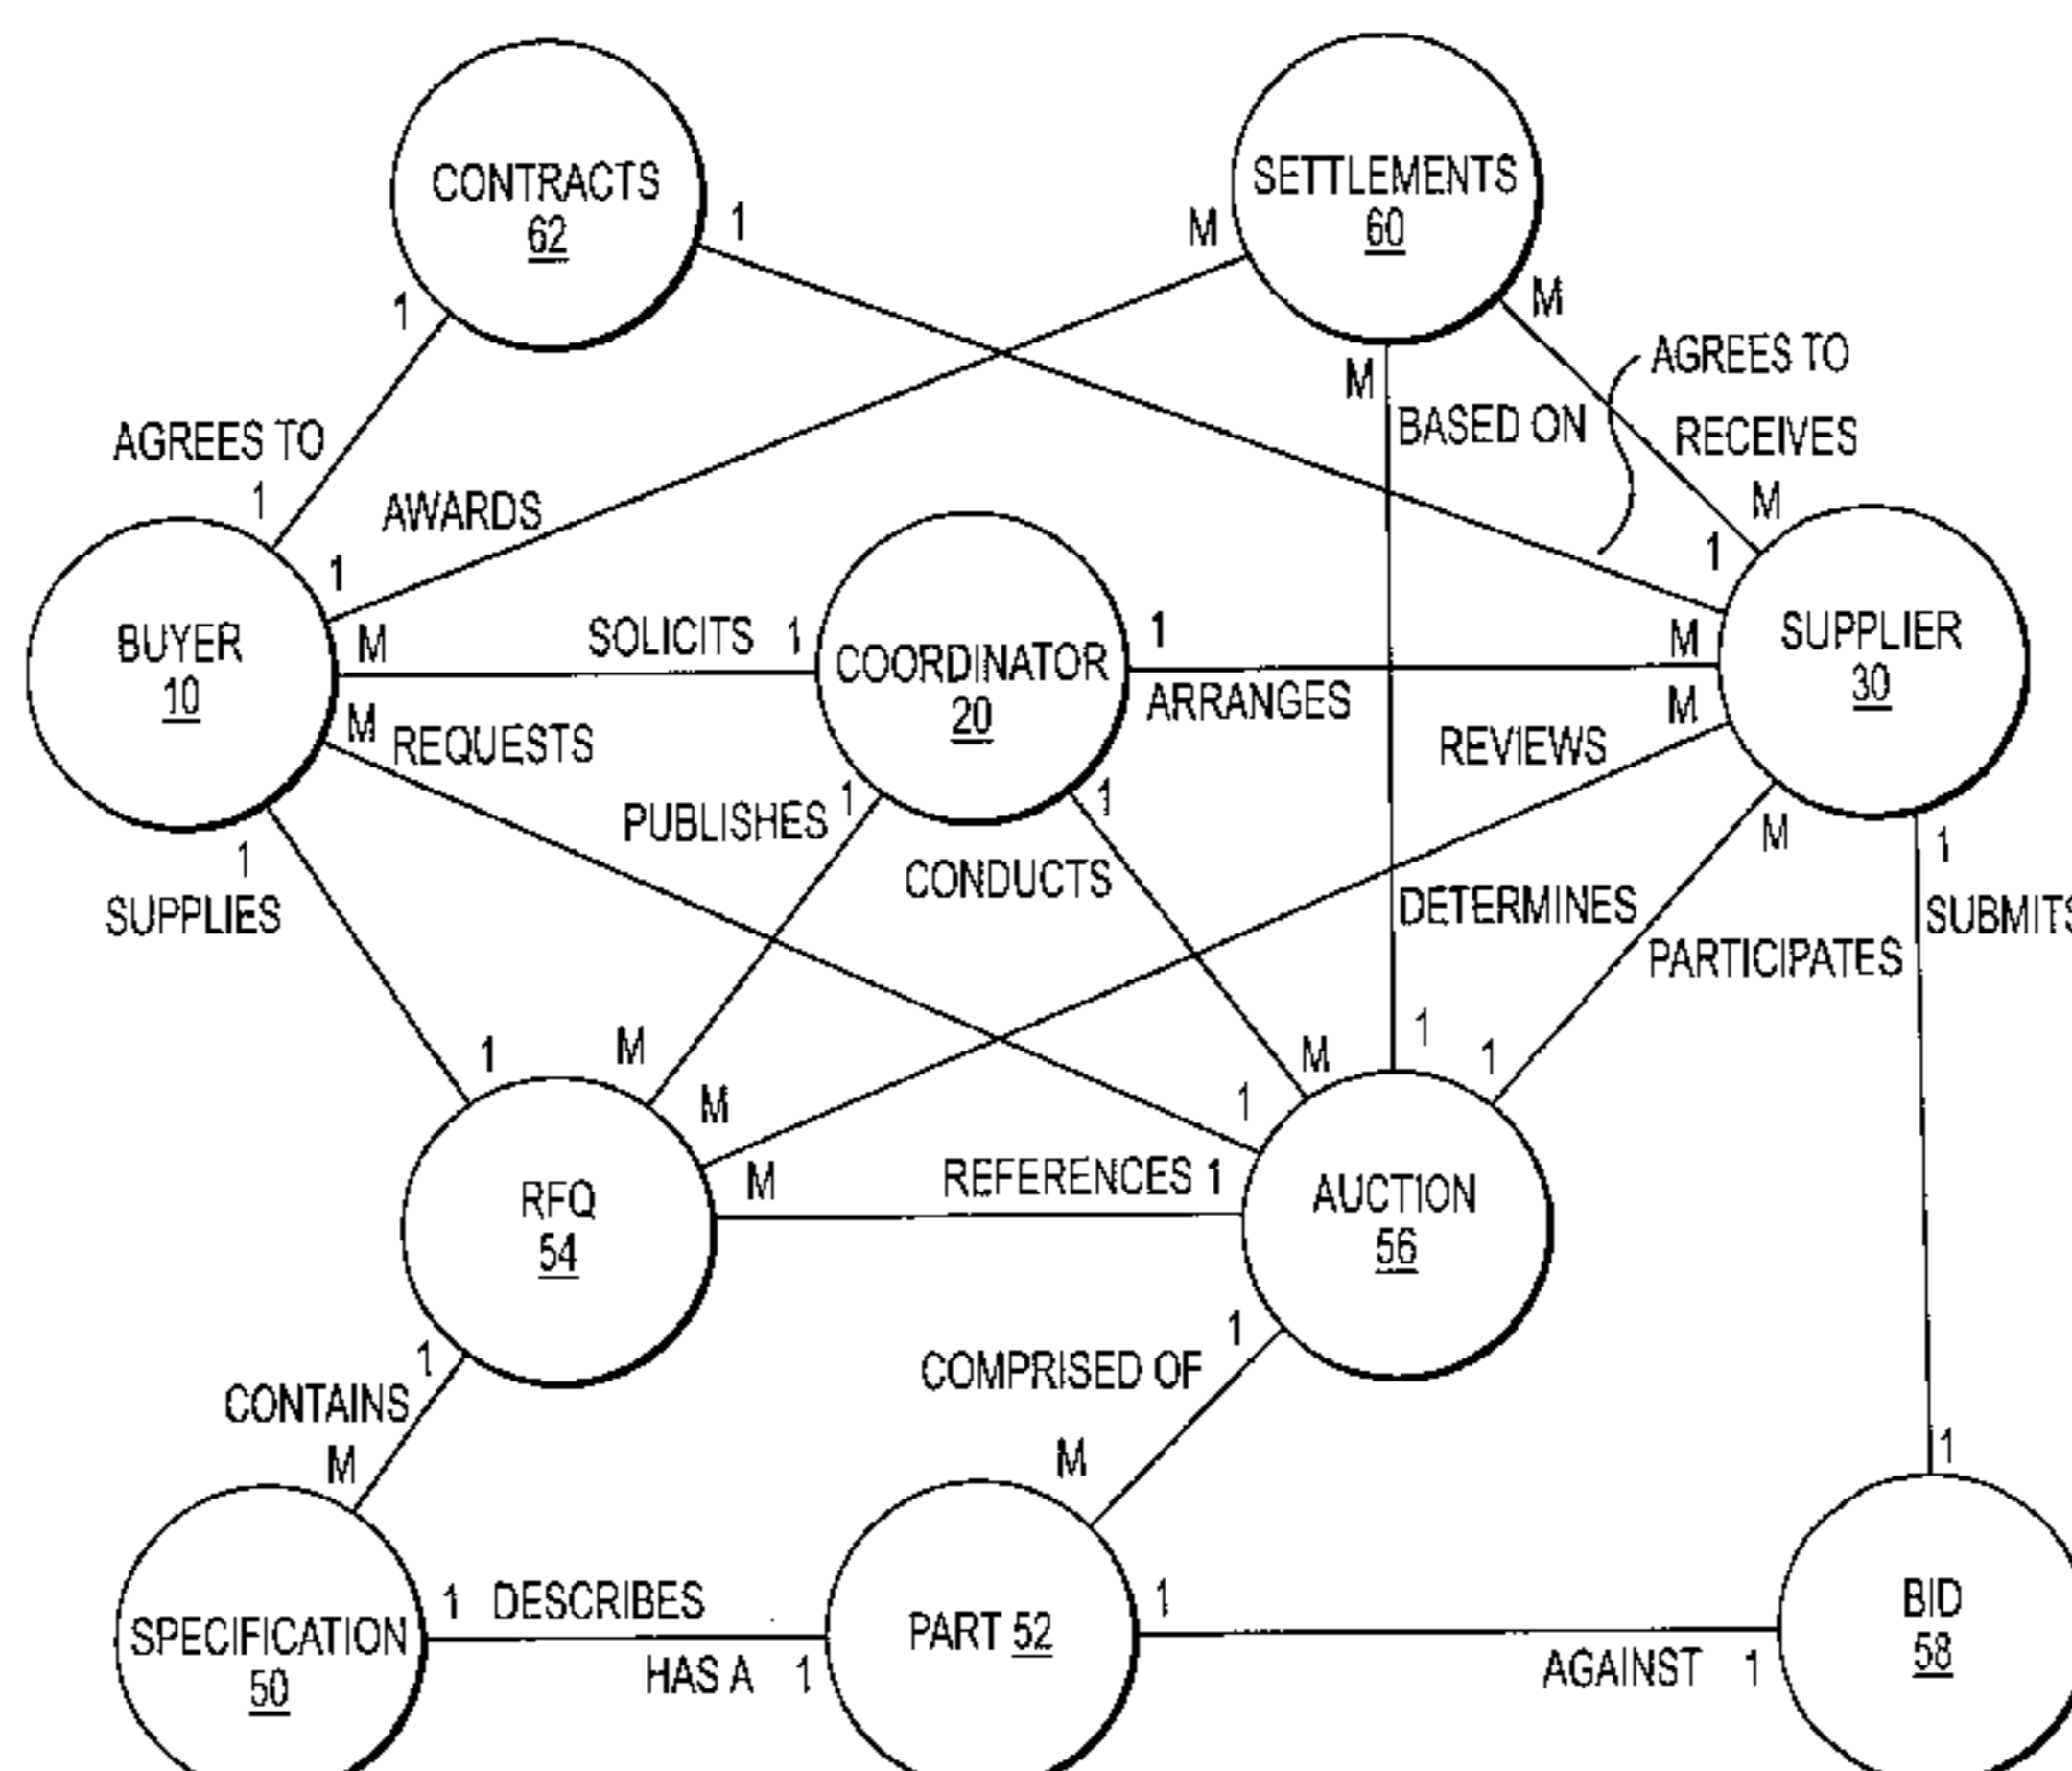 CONTRACTS
62
SETTLEMENTS
60
1
M
1
M
AGREES TO
M
BASED ON
RECEIVES
AGREES TO
1
AWARDS
M
1
1
BUYER
10
M
SOLICITS 1
COORDINATOR
20
1
ARRANGES
M
SUPPLIER
30
M
REQUESTS
REVIEWS
M
PUBLISHES 1
1
CONDUCTS
M
1
1
SUPPLIES
DETERMINES
SUBMITS
PARTICIPATES
1
M
M
1
M
1
1
M
REFERENCES 1
RFQ
54
AUCTION
56
1
CONTAINS
M
1
COMPRISED OF
M
1
SPECIFICATION
50
1 DESCRIBES
HAS A 1
PART 52
1
AGAINST 1
BID
58